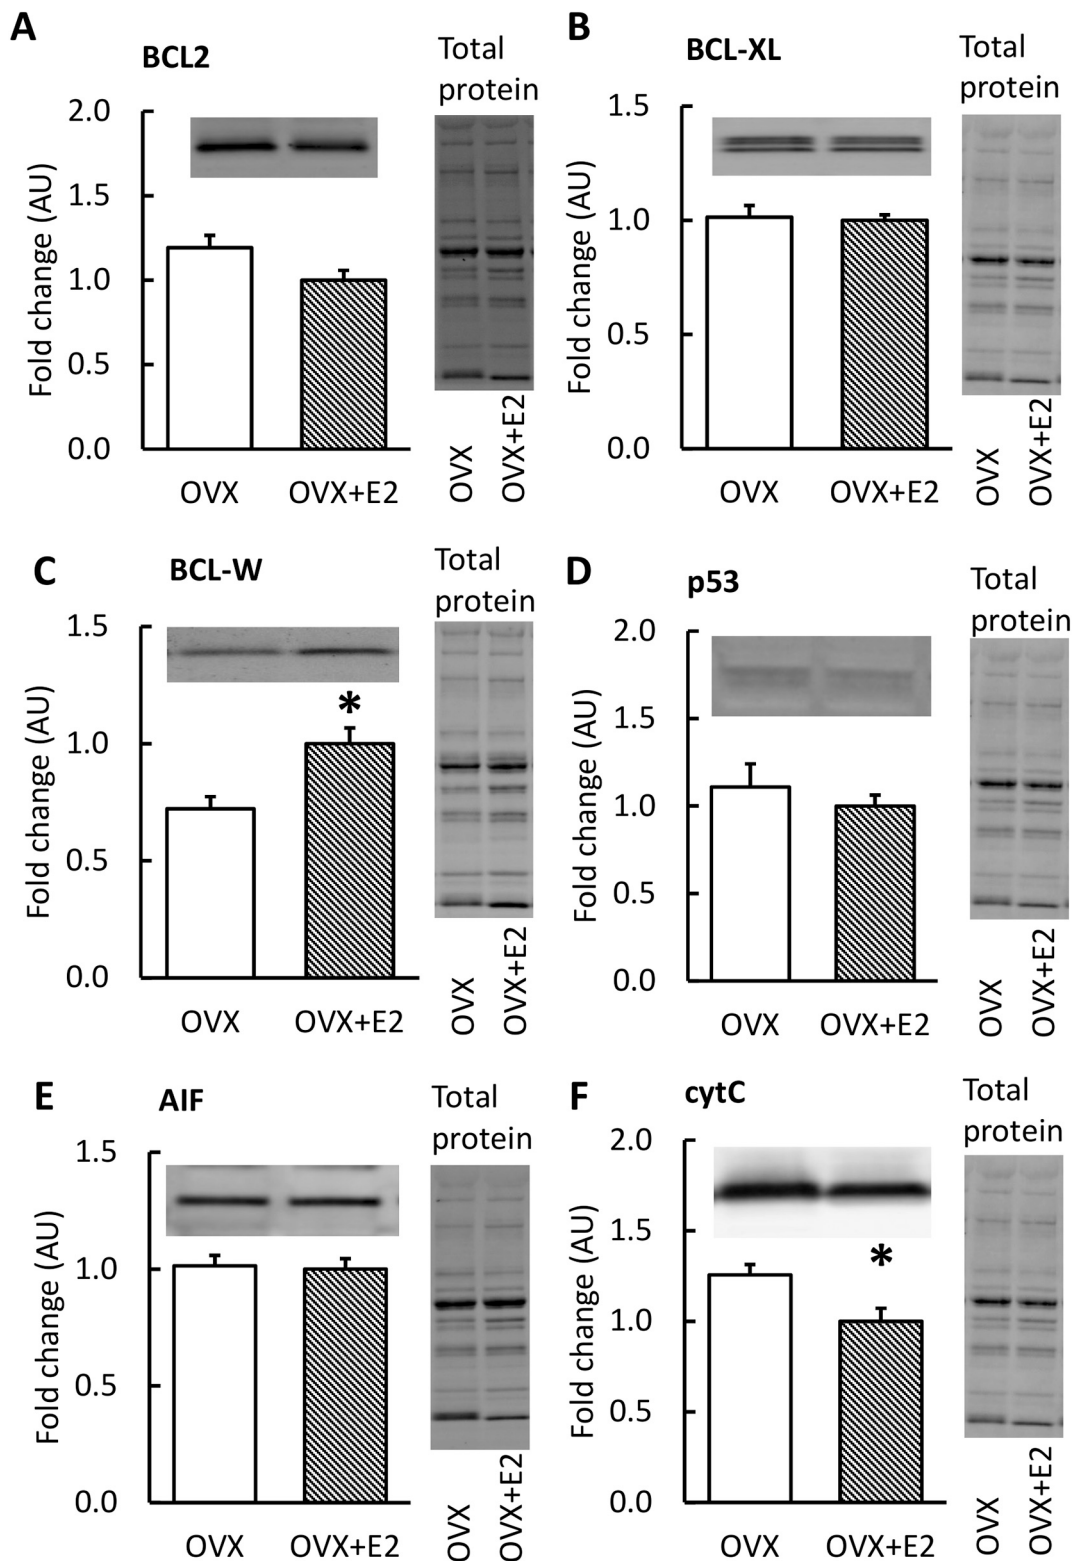 A
BCL2
Total
protein
Fold change (AU)
2.0
1.5
1.0
0.5
0.0
OVX
OVX+E2
OVX
OVX+E2
B
BCL-XL
Total
protein
Fold change (AU)
1.5
1.0
0.5
0.0
OVX
OVX+E2
OVX
OVX+E2
C
BCL-W
Total
protein
Fold change (AU)
1.5
1.0
0.5
0.0
*
OVX
OVX+E2
OVX
OVX+E2
D
p53
Total
protein
Fold change (AU)
2.0
1.5
1.0
0.5
0.0
OVX
OVX+E2
OVX
OVX+E2
E
AIF
Total
protein
Fold change (AU)
1.5
1.0
0.5
0.0
OVX
OVX+E2
OVX
OVX+E2
F
cytC
Total
protein
Fold change (AU)
2.0
1.5
1.0
0.5
0.0
*
OVX
OVX+E2
OVX
OVX+E2